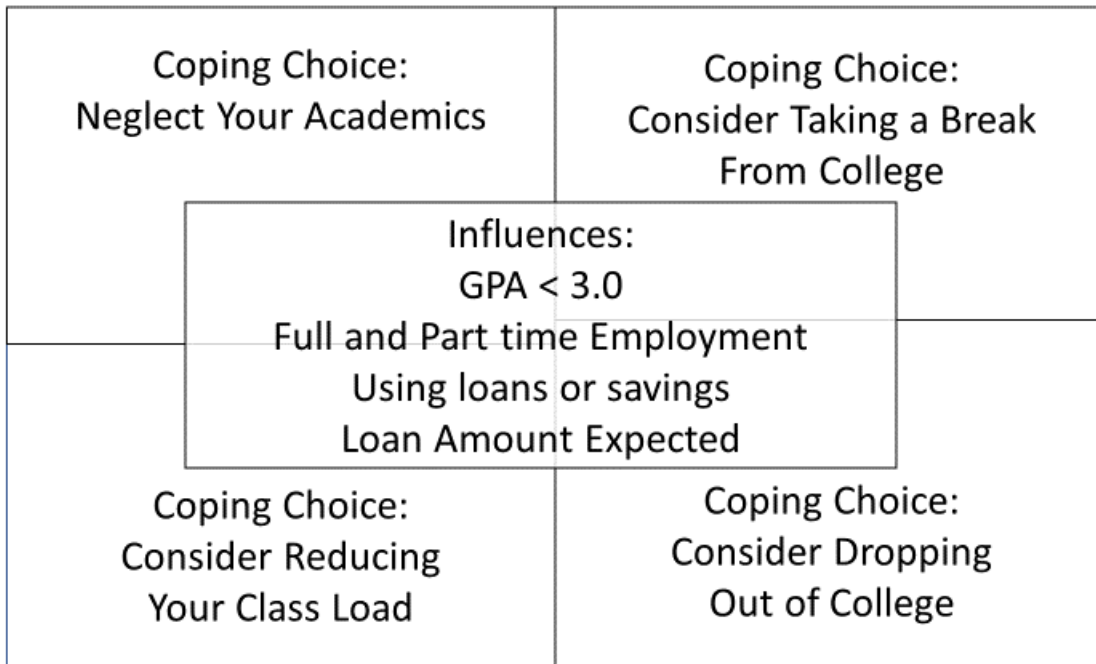 Coping Choice:
Neglect Your Academics
Coping Choice:
Consider Taking a Break
From College
Influences:
GPA < 3.0
Full and Part time Employment
Using loans or savings
Loan Amount Expected
Coping Choice:
Consider Reducing
Your Class Load
Coping Choice:
Consider Dropping
Out of College